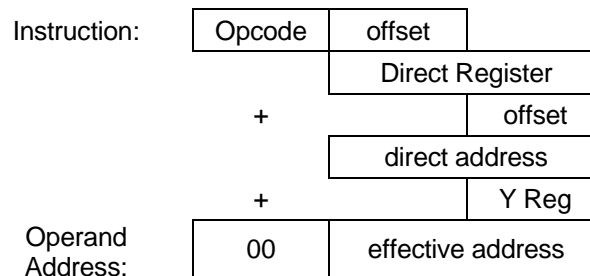 Instruction: Opcode offset
Direct Register
+ offset
direct address
+ Y Reg
Operand
Address: 00 effective address